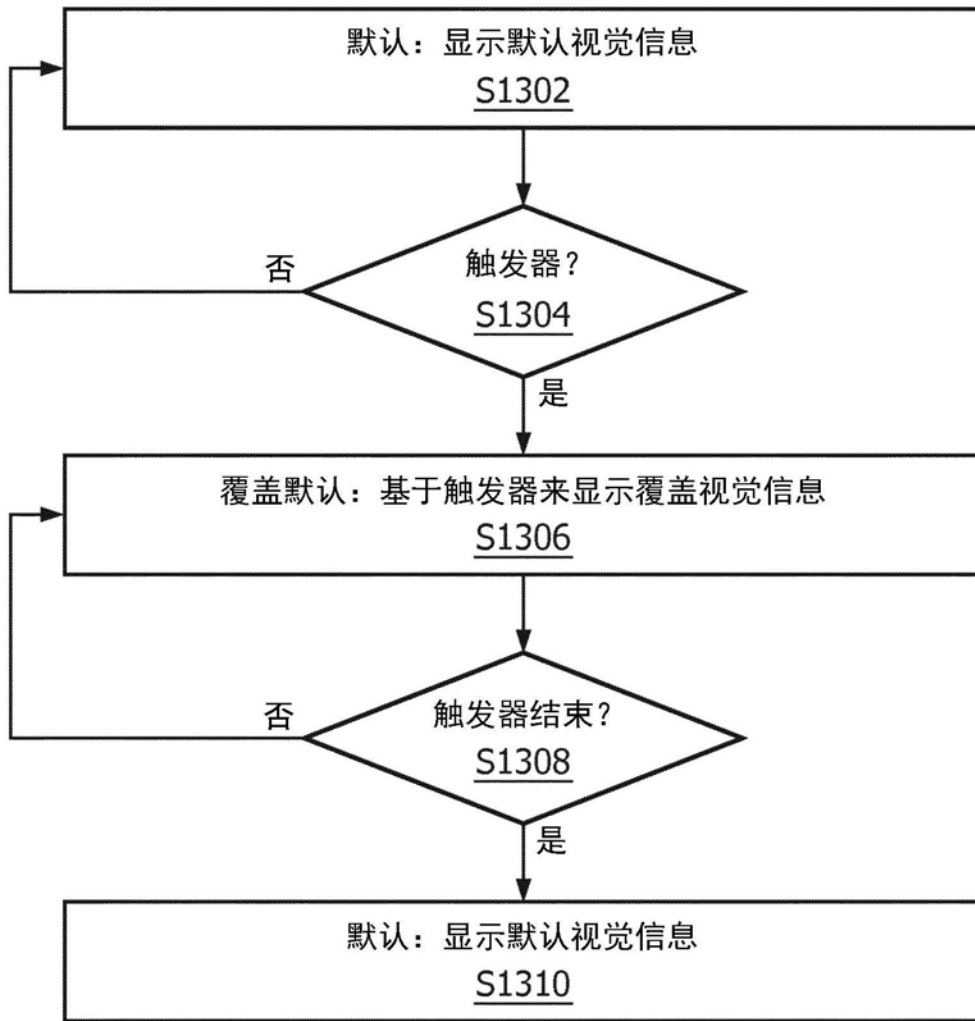 默认：显示默认视觉信息
S1302
触发器？
S1304
否
是
覆盖默认：基于触发器来显示覆盖视觉信息
S1306
触发器结束？
S1308
否
是
默认：显示默认视觉信息
S1310